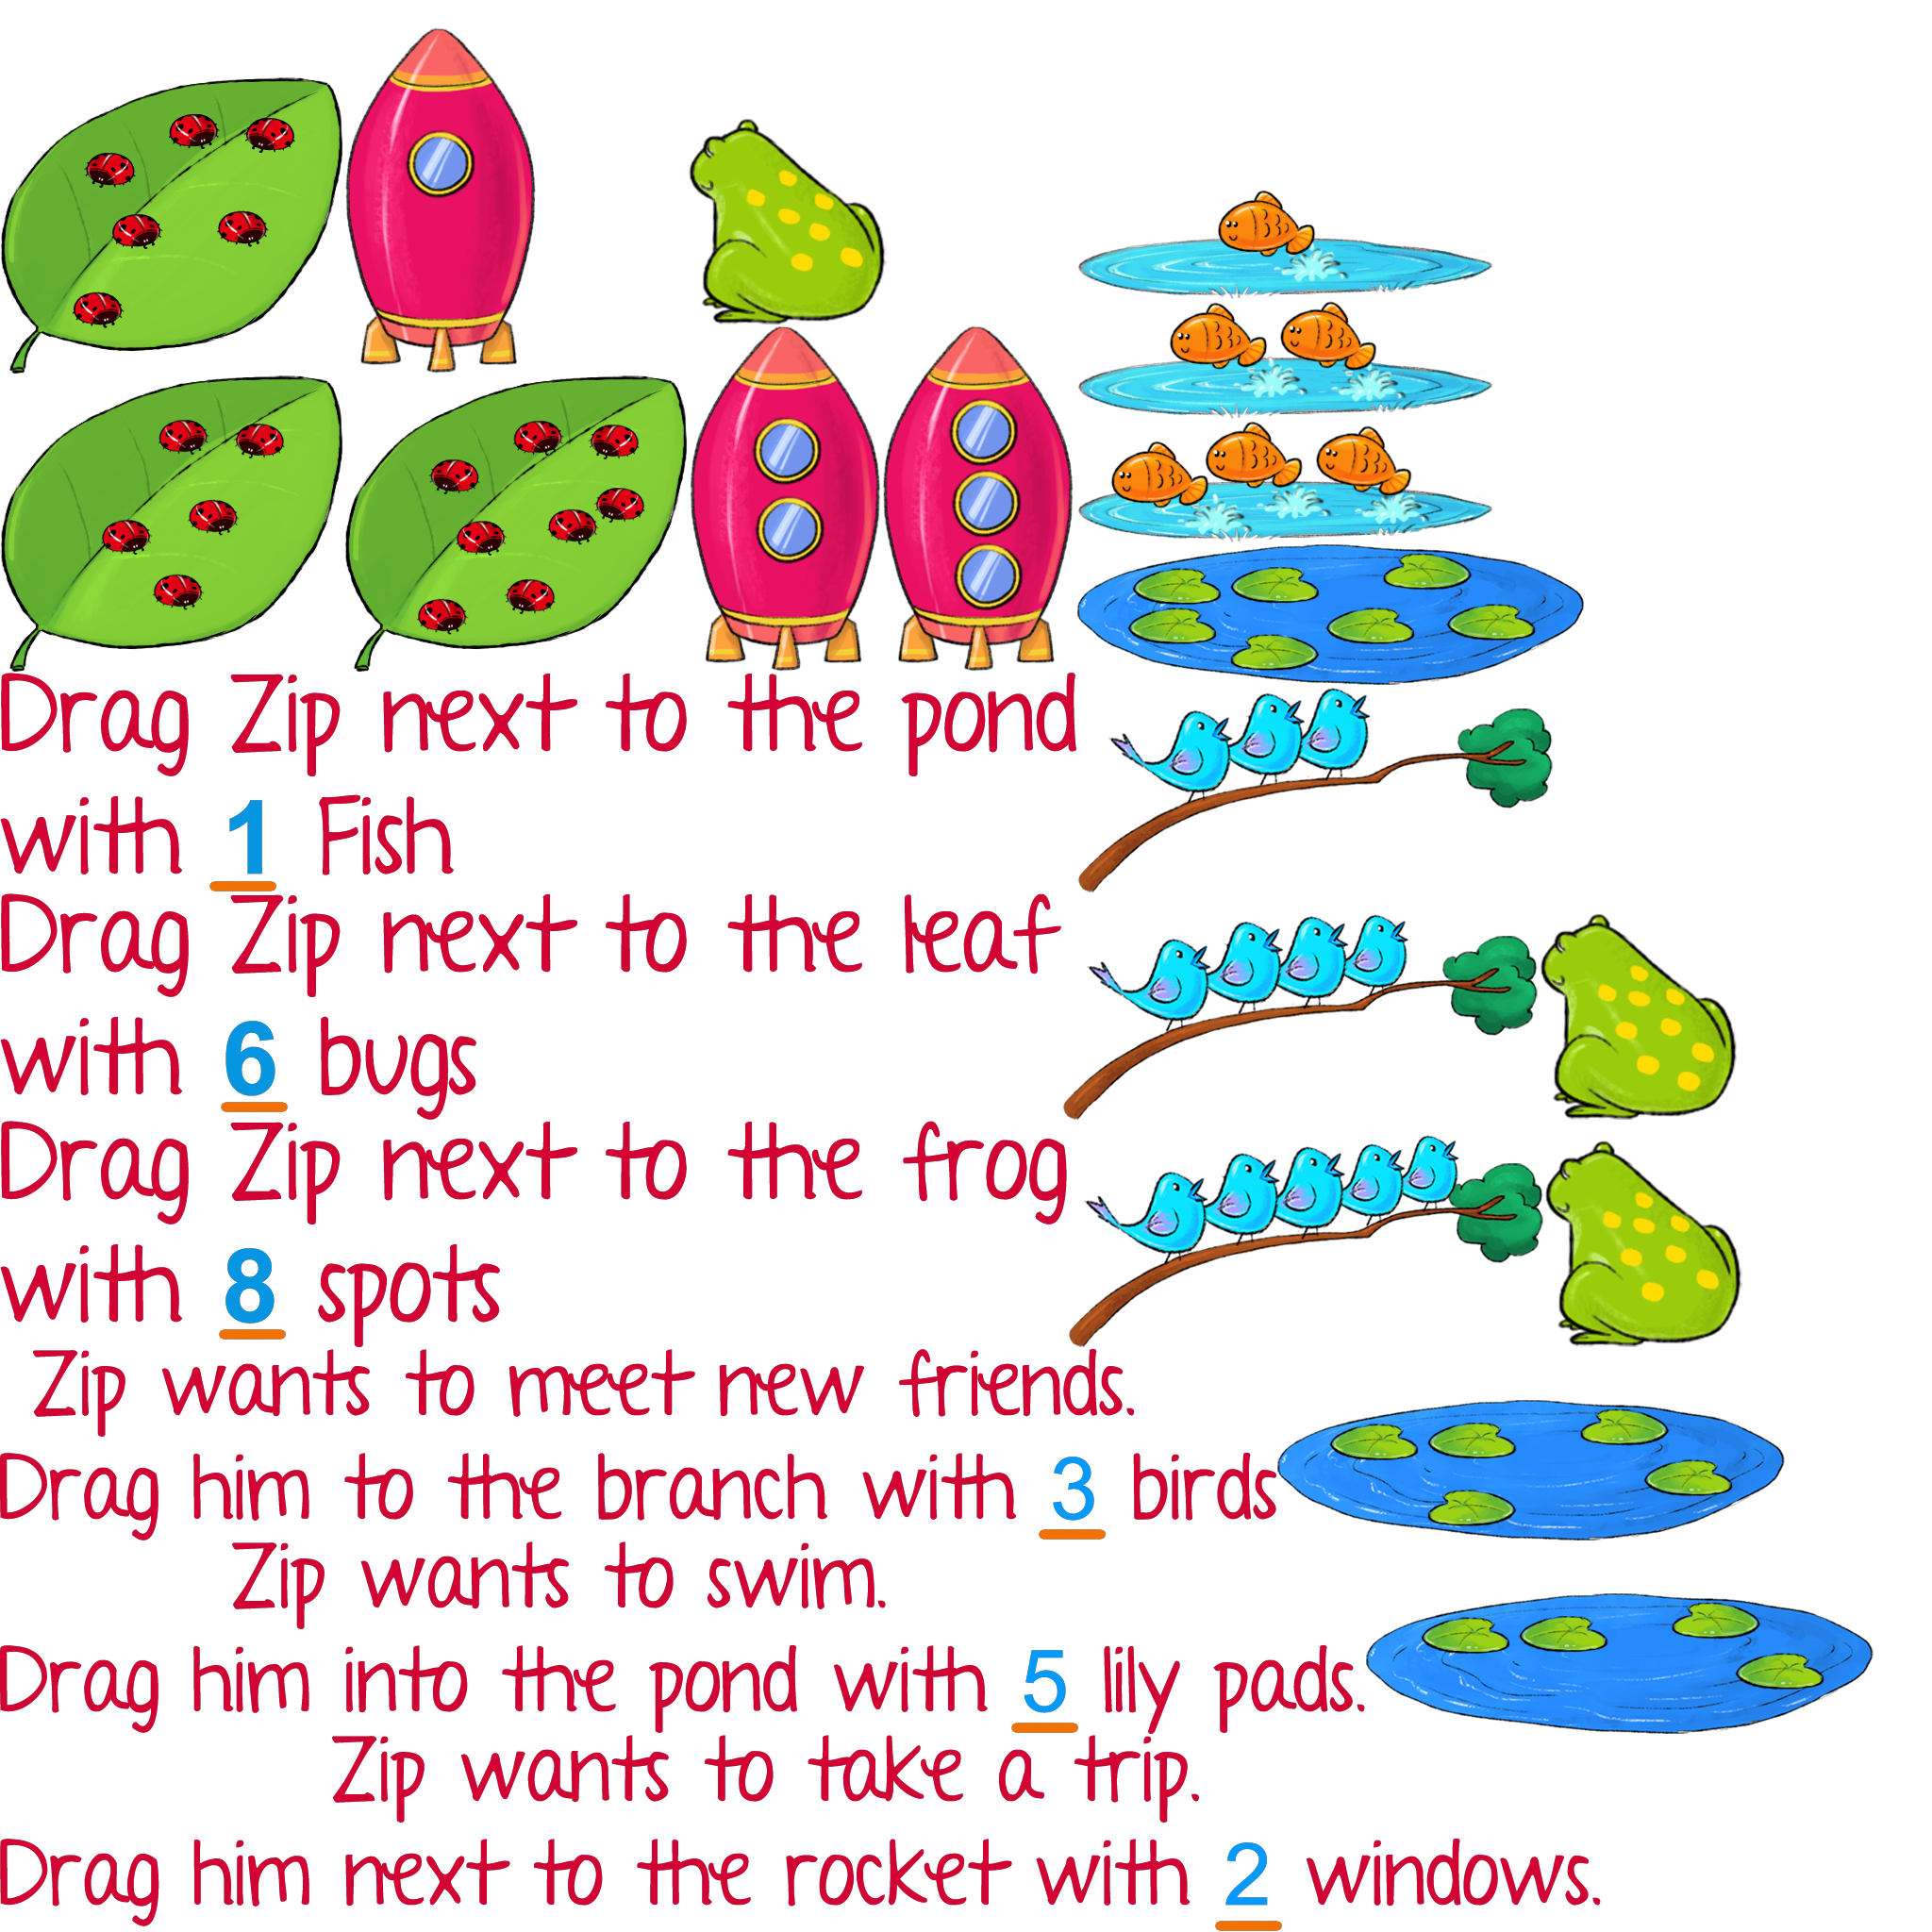 Drag Zip next to the pond
with 1 Fish
Drag Zip next to the leaf
with 6 bugs
Drag Zip next to the frog
with 8 spots
Zip wants to meet new friends.
Drag him to the branch with 3 birds
Zip wants to swim.
Drag him into the pond with 5 lily pads.
Zip wants to take a trip.
Drag him next to the rocket with 2 windows.